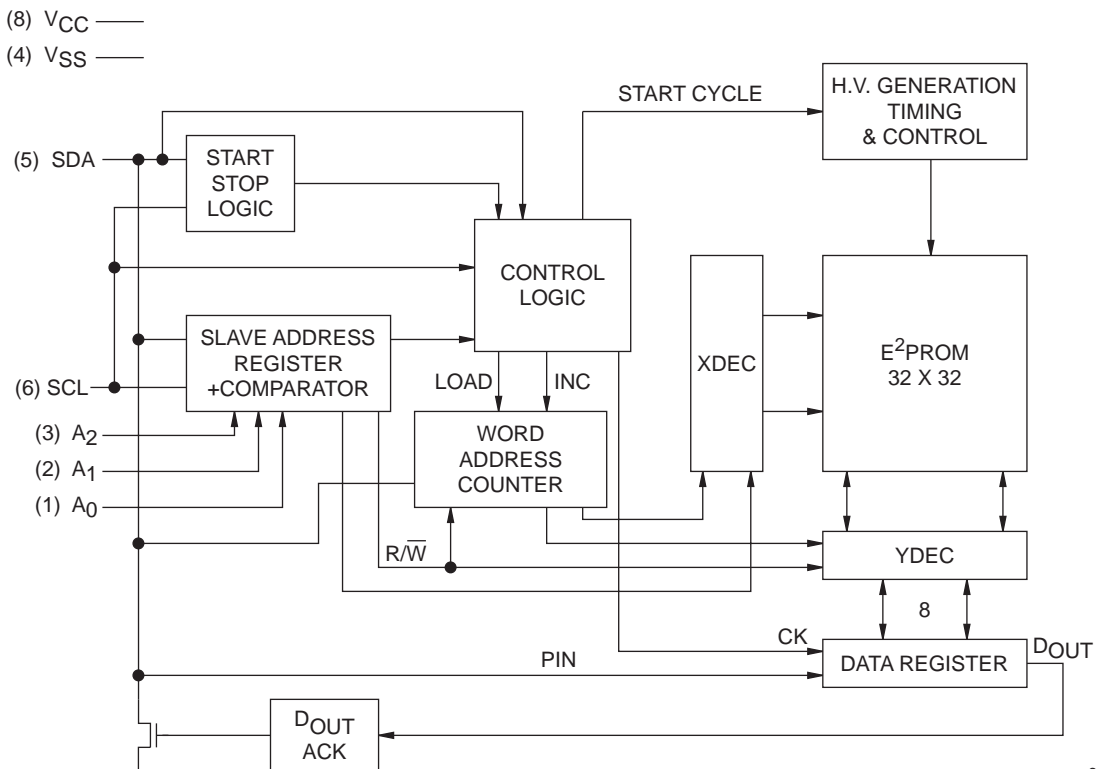 (8) VCC
(4) VSS
START CYCLE
H.V. GENERATION
TIMING
& CONTROL
(5) SDA
START
STOP
LOGIC
CONTROL
LOGIC
SLAVE ADDRESS
REGISTER
+COMPARATOR
XDEC
E²PROM
32 X 32
(6) SCL
LOAD
INC
(3) A2
(2) A1
(1) A0
WORD
ADDRESS
COUNTER
R/W̅
YDEC
8
CK
DOUT
PIN
DATA REGISTER
DOUT
ACK